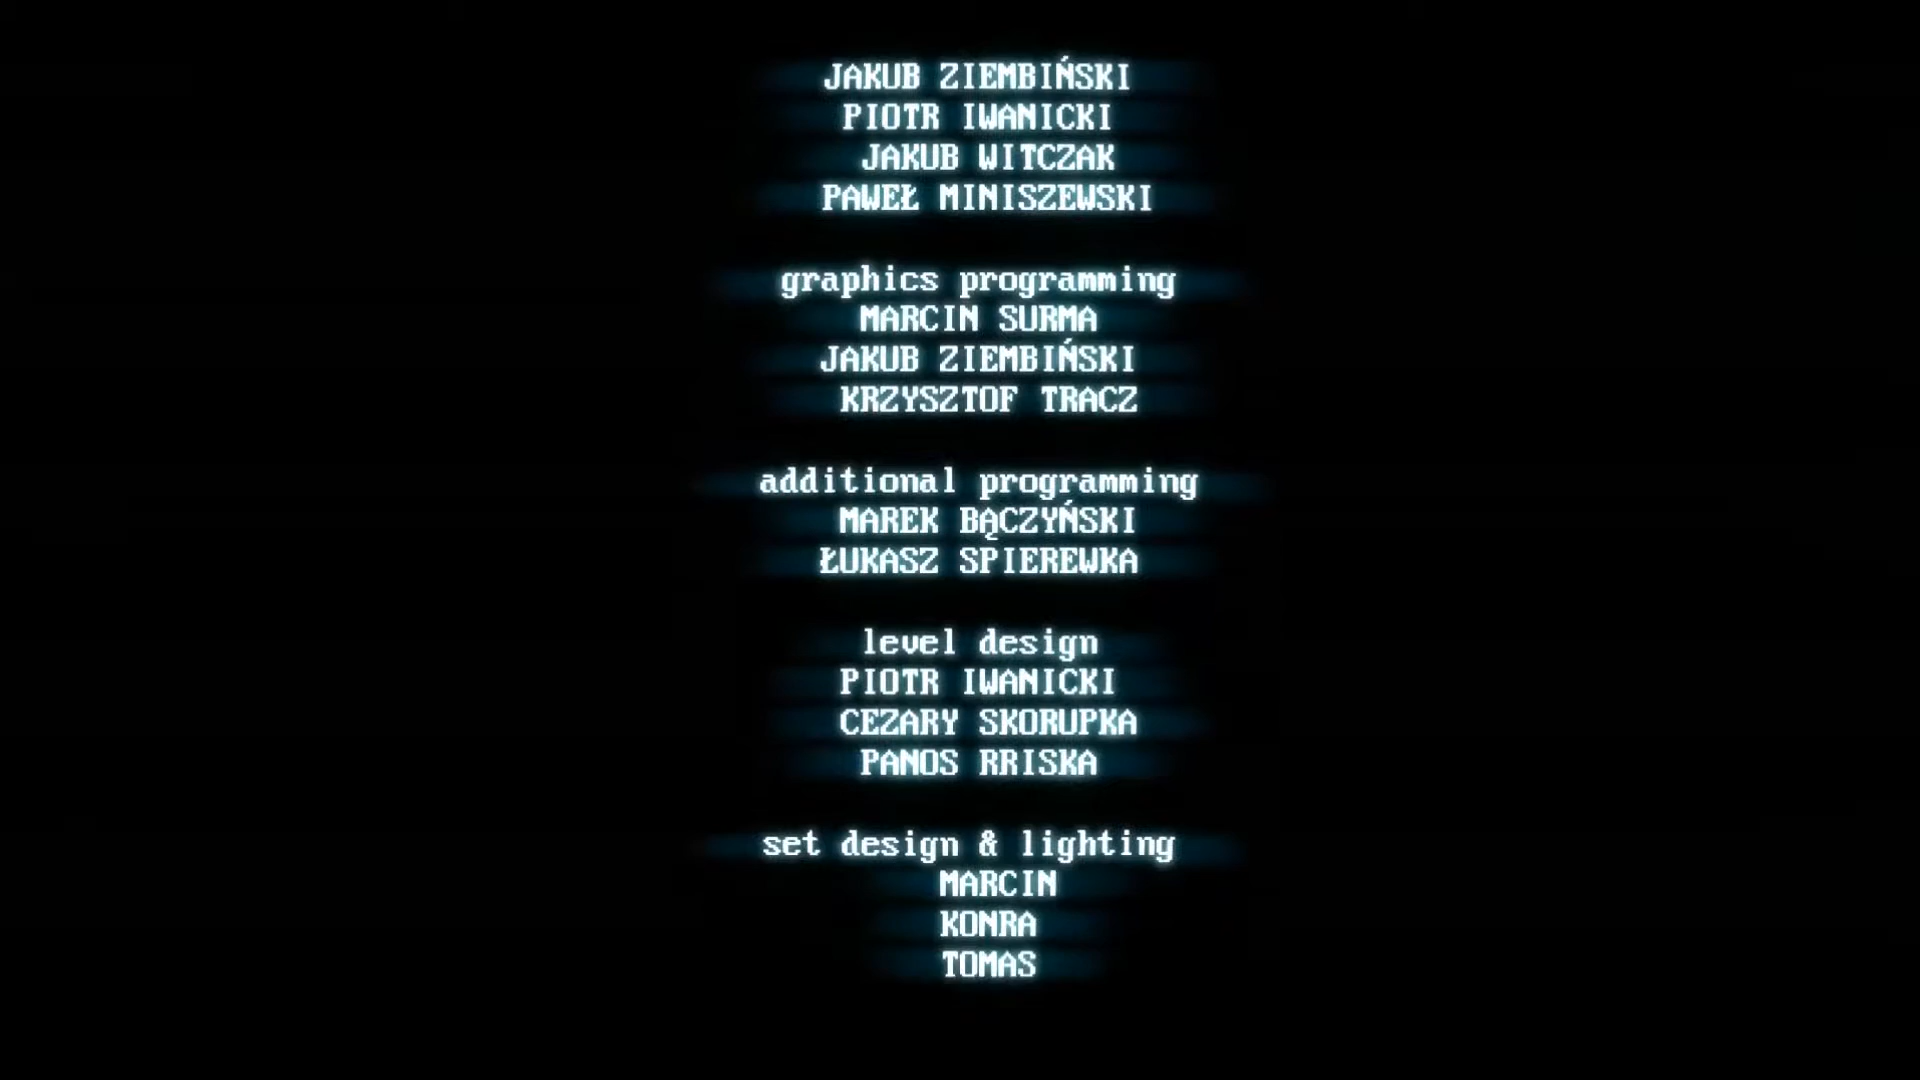 JAKUB ZIEMBIŃSKI
PIOTR IWANICKI
JAKUB WITCZAK
PAWEŁ MINISZEWSKI
graphics programming
MARCIN SURMA
JAKUB ZIEMBIŃSKI
KRZYSZTOF TRACZ
additional programming
MAREK BĄCZYŃSKI
ŁUKASZ SPIEREWKA
level design
PIOTR IWANICKI
CEZARY SKORUPKA
PANOS RRISKA
set design & lighting
MARCIN
KONRA
TOMAS